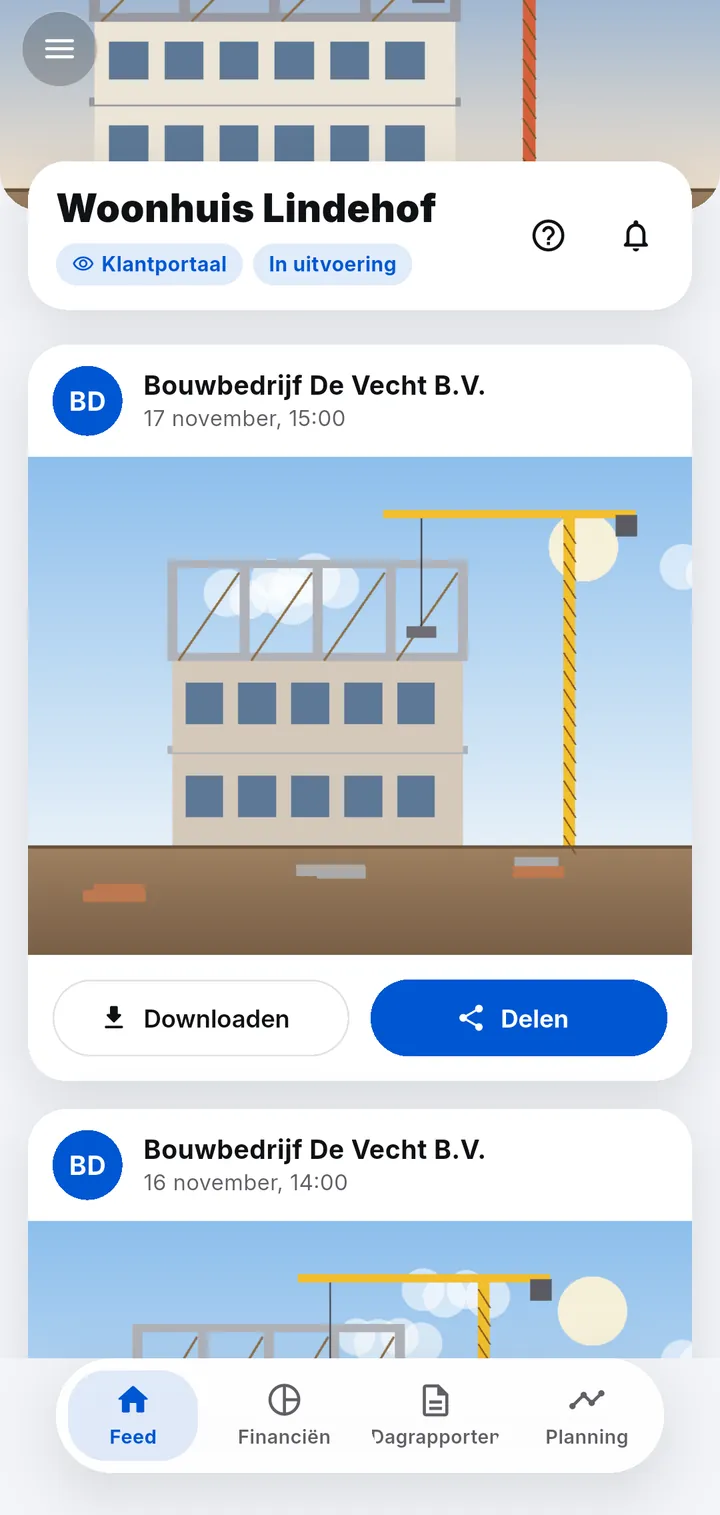 Woonhuis Lindehof
Klantportaal
In uitvoering
BD
Bouwbedrijf De Vecht B.V.
17 november, 15:00
Downloaden
Delen
BD
Bouwbedrijf De Vecht B.V.
16 november, 14:00
Feed
Financiën
Dagrapporten
Planning